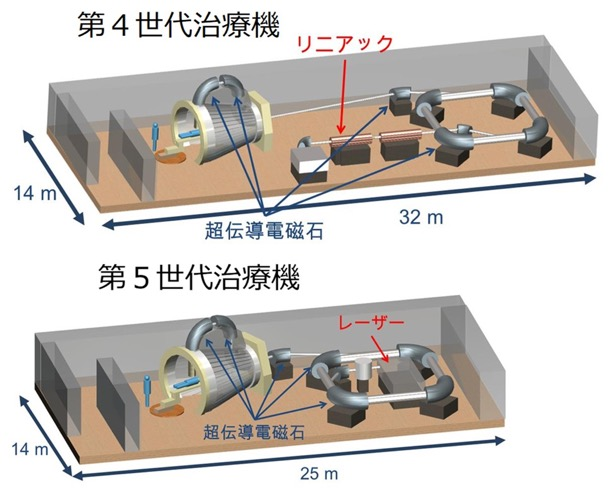 第４世代治療機
リニアック
14 m
超伝導電磁石
32 m
第５世代治療機
レーザー
超伝導電磁石
14 m
25 m